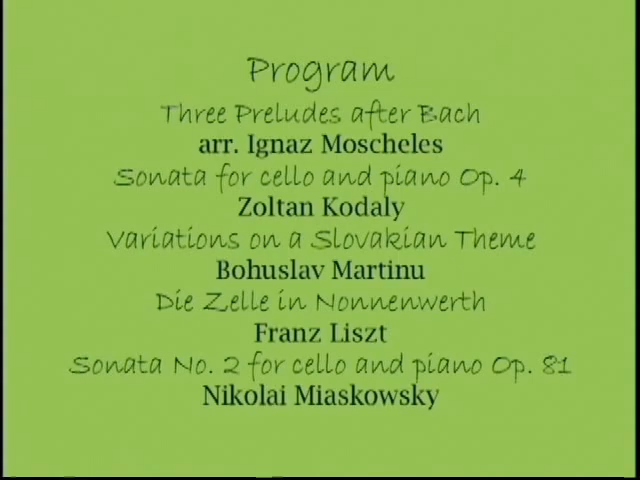 Program
Three Preludes after Bach
arr. Ignaz Moscheles
Sonata for cello and piano Op. 4
Zoltan Kodaly
Variations on a Slovakian Theme
Bohuslav Martinu
Die Zelle in Nonnenwerth
Franz Liszt
Sonata No. 2 for cello and piano Op. 81
Nikolai Miaskowsky